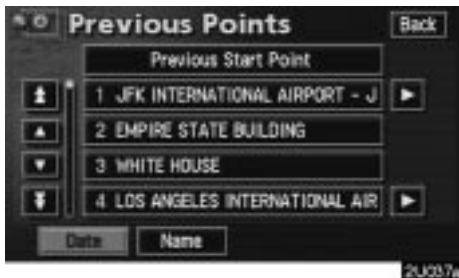 Previous Points
Back
Previous Start Point
1 JFK INTERNATIONAL AIRPORT - J
2 EMPIRE STATE BUILDING
3 WHITE HOUSE
4 LOS ANGELES INTERNATIONAL AIR
Date Name